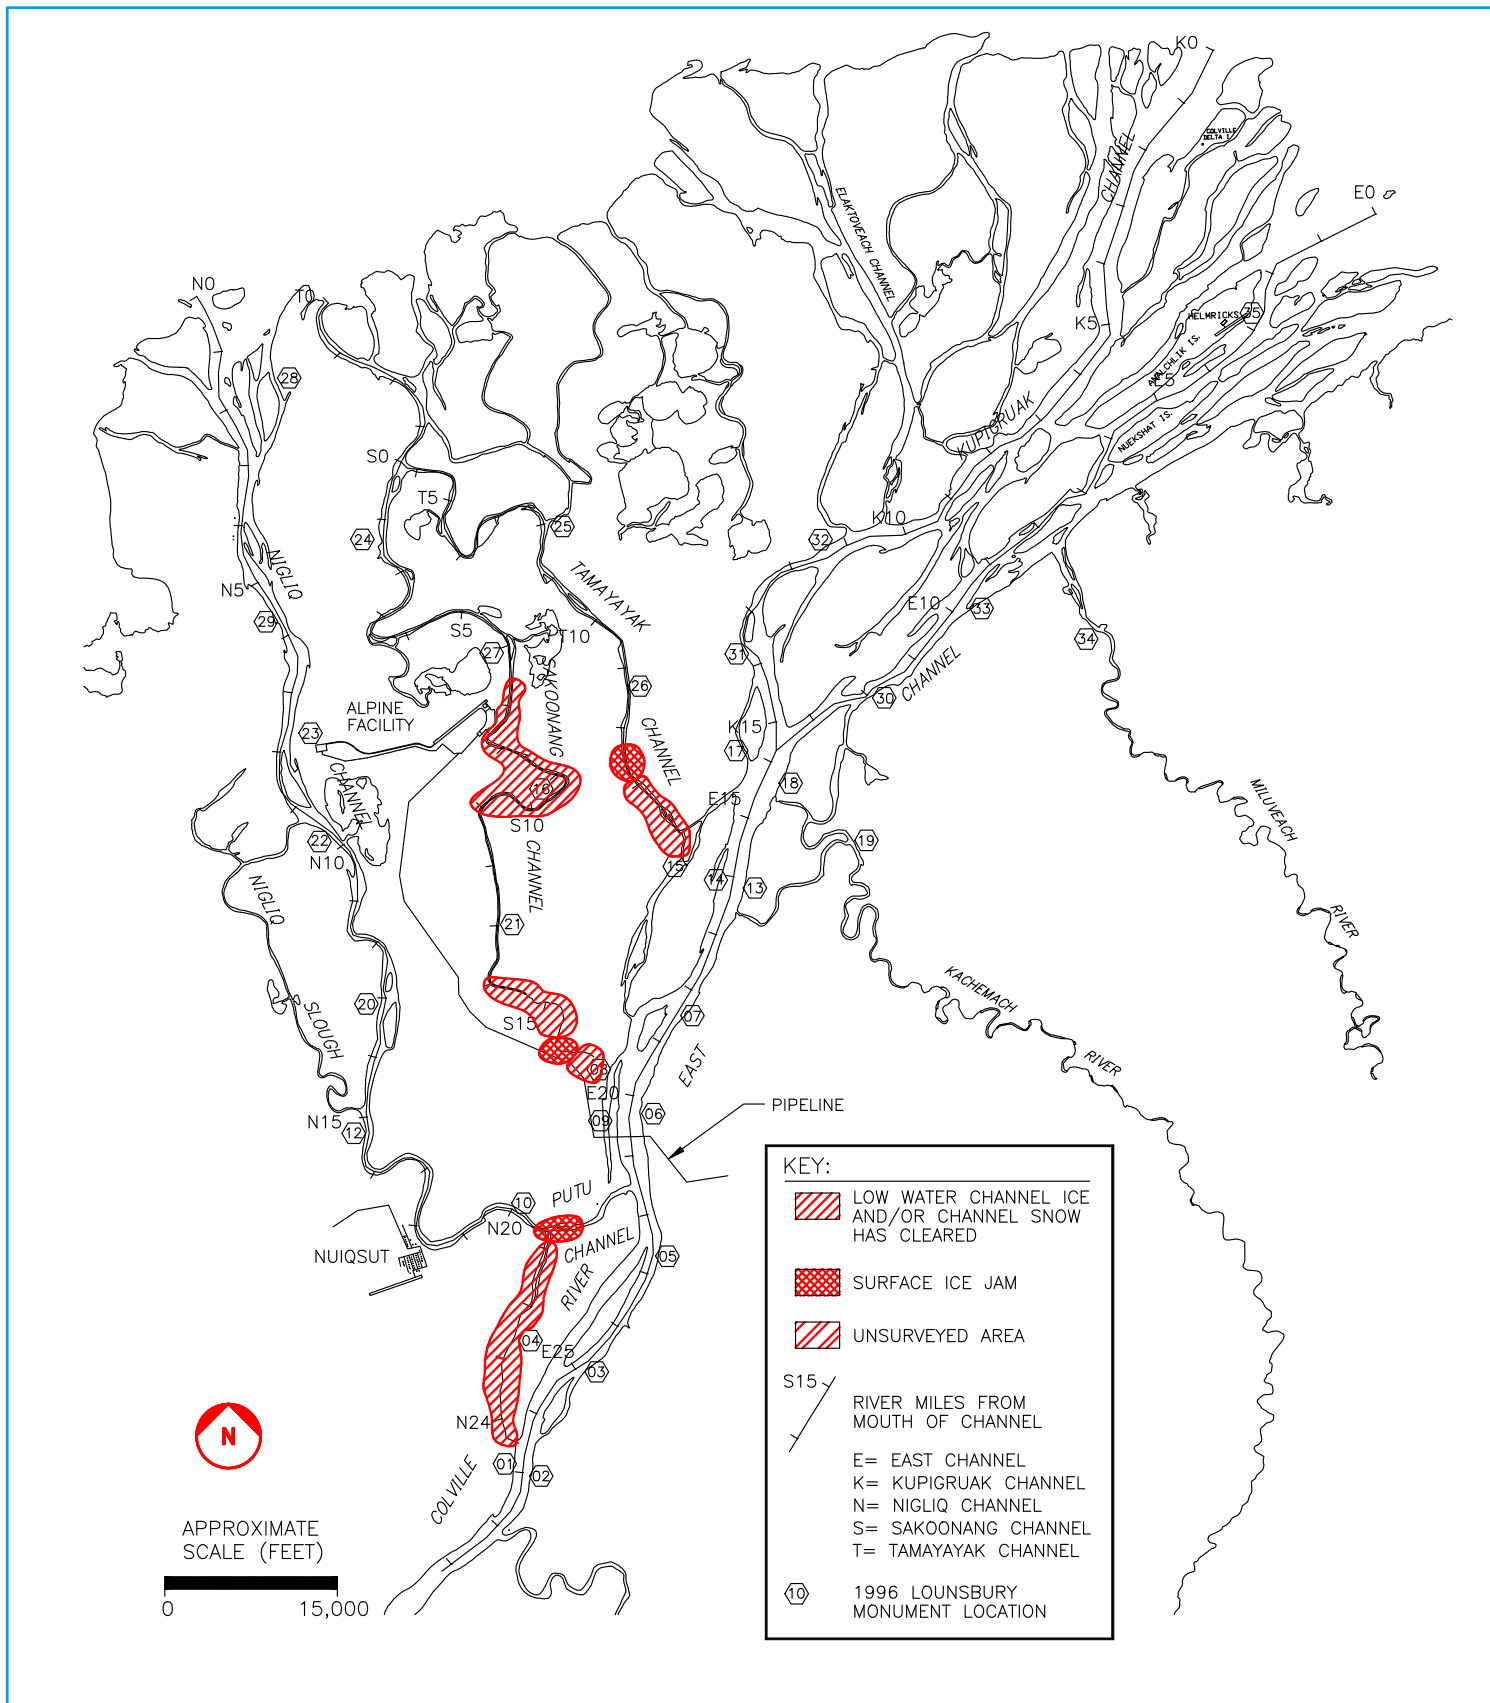 K0
COLVILLE
DELTA 1
CHANNEL
E0
ELAKTOVEACH CHANNEL
N0
T0
K5
HELMRICKS
35
ANALCHLIK IS.
28
KUPIGRUAK
NUEKSHAT IS.
S0
T5
25
24
K10
32
NIGLIQ
TAMAYAYAK
N5
29
E10
33
S5
T10
34
27
31
CHANNEL
SAKOONANG
26
30
ALPINE
FACILITY
23
CHANNEL
K15
17
CHANNEL
16
18
E15
MILUVEACH
S10
22
N10
CHANNEL
19
15
14
13
NIGLIQ
21
RIVER
20
KACHEMACH
SLOUGH
S15
07
EAST
RIVER
08
E20
PIPELINE
N15
12
09
06
10
PUTU
N20
CHANNEL
NUIQSUT
05
RIVER
04
E25
03
N24
N
01
02
COLVILLE
APPROXIMATE
SCALE (FEET)
0
15,000
KEY:
LOW WATER CHANNEL ICE
AND/OR CHANNEL SNOW
HAS CLEARED
SURFACE ICE JAM
UNSURVEYED AREA
S15
RIVER MILES FROM
MOUTH OF CHANNEL
E= EAST CHANNEL
K= KUPIGRUAK CHANNEL
N= NIGLIQ CHANNEL
S= SAKOONANG CHANNEL
T= TAMAYAYAK CHANNEL
10
1996 LOUNSBURY
MONUMENT LOCATION